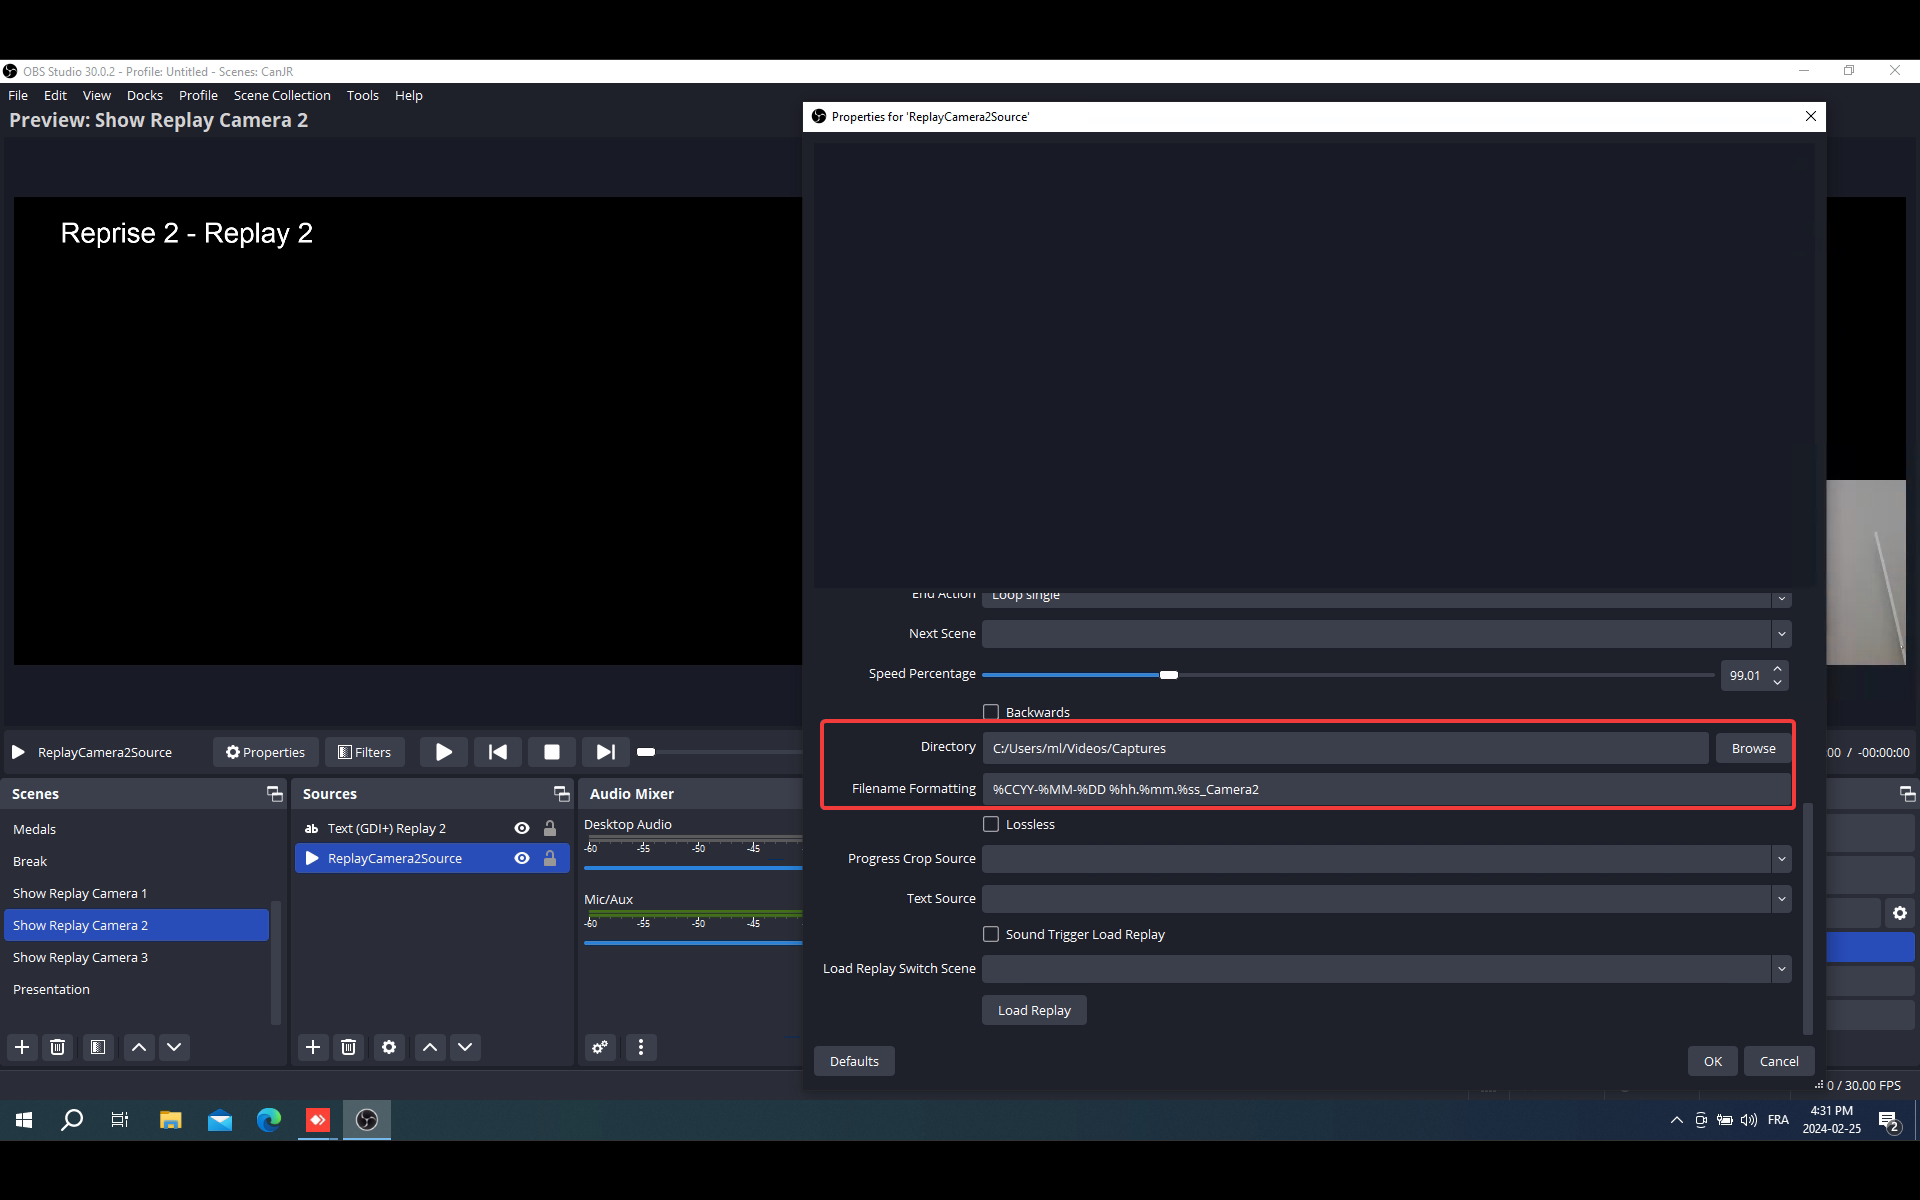 OBS Studio 30.0.2 - Profile: Untitled - Scenes: CanJR
File Edit View Docks Profile Scene Collection Tools Help
Preview: Show Replay Camera 2
Properties for 'ReplayCamera2Source'
Reprise 2 - Replay 2
End Action Loop single
Next Scene
Speed Percentage 99.01
Backwards
Directory C:/Users/ml/Videos/Captures Browse
Filename Formatting %CCYY-%MM-%DD %hh.%mm.%ss_Camera2
Lossless
Progress Crop Source
Text Source
Sound Trigger Load Replay
Load Replay Switch Scene
Load Replay
Defaults OK Cancel
ReplayCamera2Source Properties Filters
00 / -00:00:00
Scenes
Medals
Break
Show Replay Camera 1
Show Replay Camera 2
Show Replay Camera 3
Presentation
Sources
ab Text (GDI+) Replay 2
ReplayCamera2Source
Audio Mixer
Desktop Audio
-60 -55 -50 -45
Mic/Aux
-60 -55 -50 -45
0 / 30.00 FPS
FRA
4:31 PM
2024-02-25
2